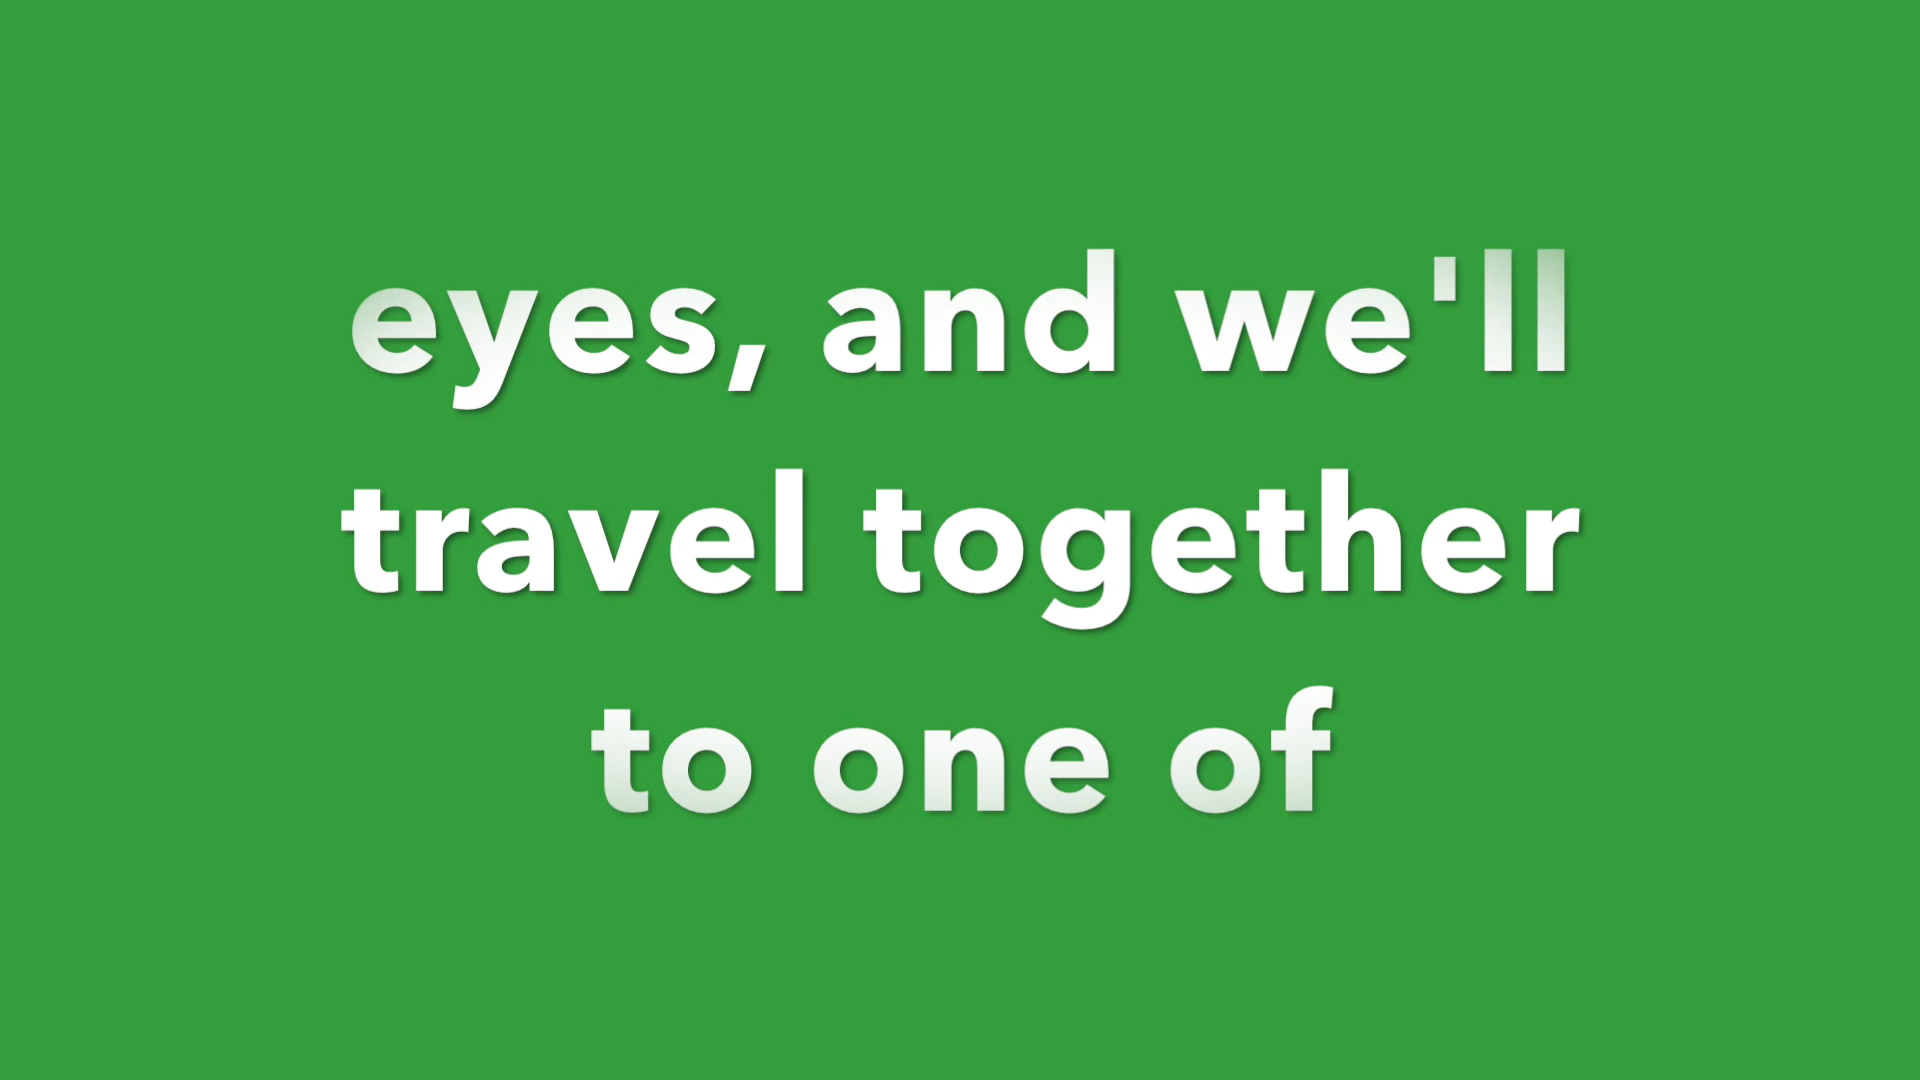 eyes, and we'll
travel together
to one of